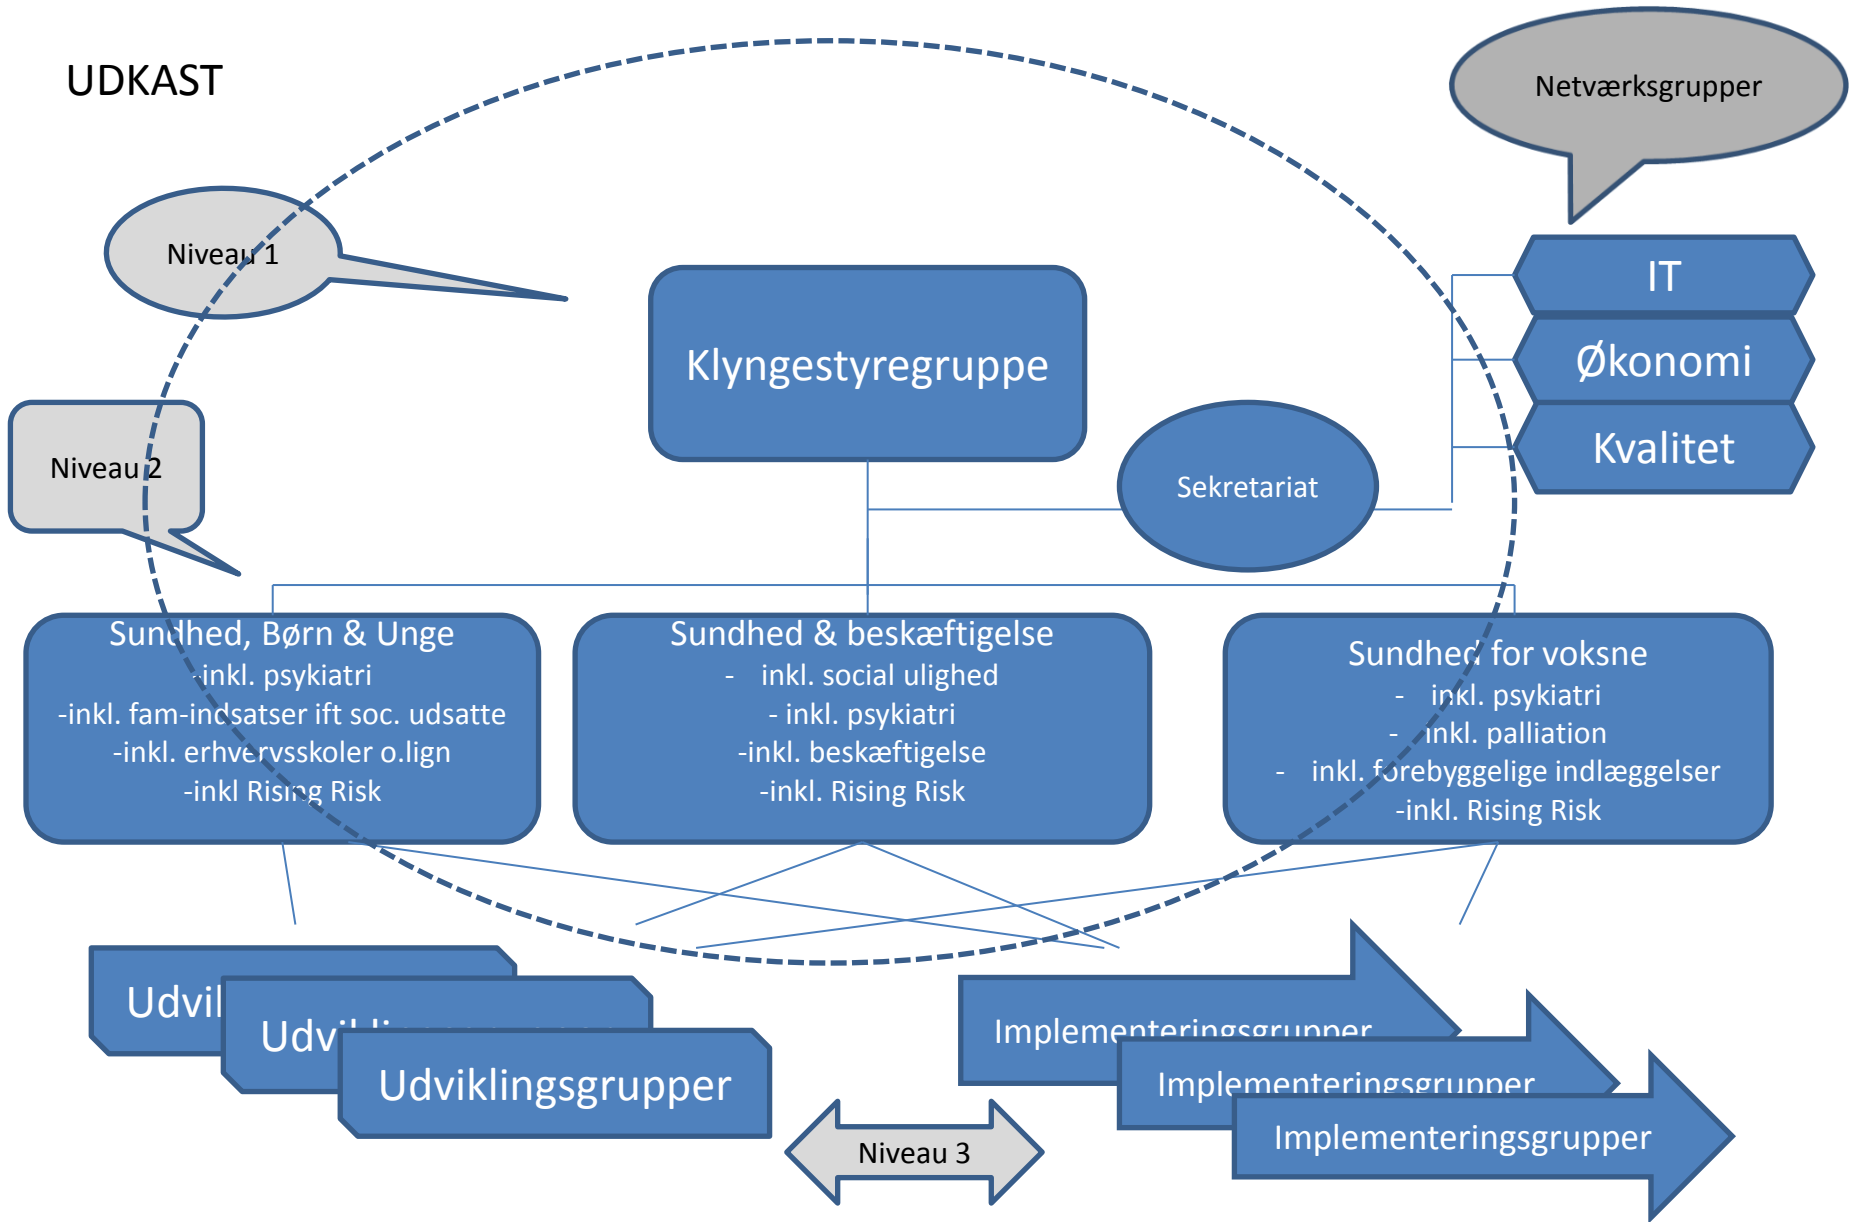 UDKAST
Netværksgrupper
Niveau 1
IT
Økonomi
Kvalitet
Klyngestyregruppe
Niveau 2
Sekretariat
Sundhed, Børn & Unge
-inkl. psykiatri
-inkl. fam-indsatser ift soc. udsatte
-inkl. erhvervsskoler o.lign
-inkl Rising Risk
Sundhed & beskæftigelse
- inkl. social ulighed
- inkl. psykiatri
-inkl. beskæftigelse
-inkl. Rising Risk
Sundhed for voksne
- inkl. psykiatri
- inkl. palliation
- inkl. forebyggelige indlæggelser
-inkl. Rising Risk
Udviklingsgrupper
Implementeringsgrupper
Implementeringsgrupper
Implementeringsgrupper
Niveau 3